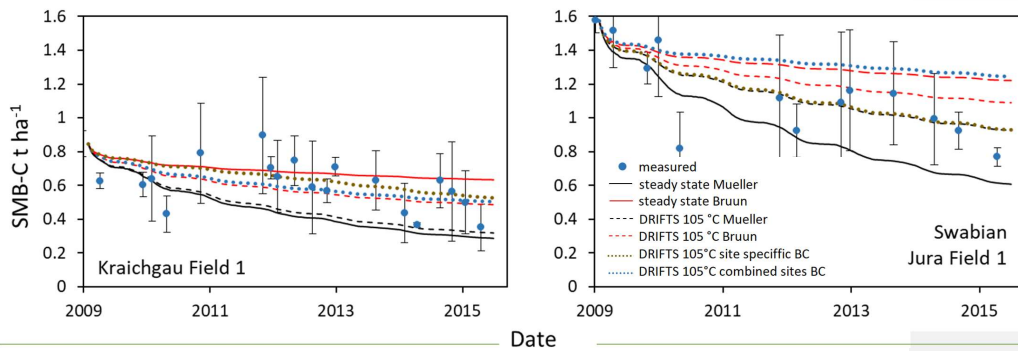 SMB-C t ha⁻¹
1.6
1.4
1.2
1
0.8
0.6
0.4
0.2
0
Kraichgau Field 1
2009
2011
2013
2015
1.6
1.4
1.2
1
0.8
0.6
0.4
0.2
0
measured
steady state Mueller
steady state Bruun
DRIFTS 105 °C Mueller
DRIFTS 105 °C Bruun
DRIFTS 105°C site speciffic BC
DRIFTS 105°C combined sites BC
Swabian
Jura Field 1
2009
2011
2013
2015
Date